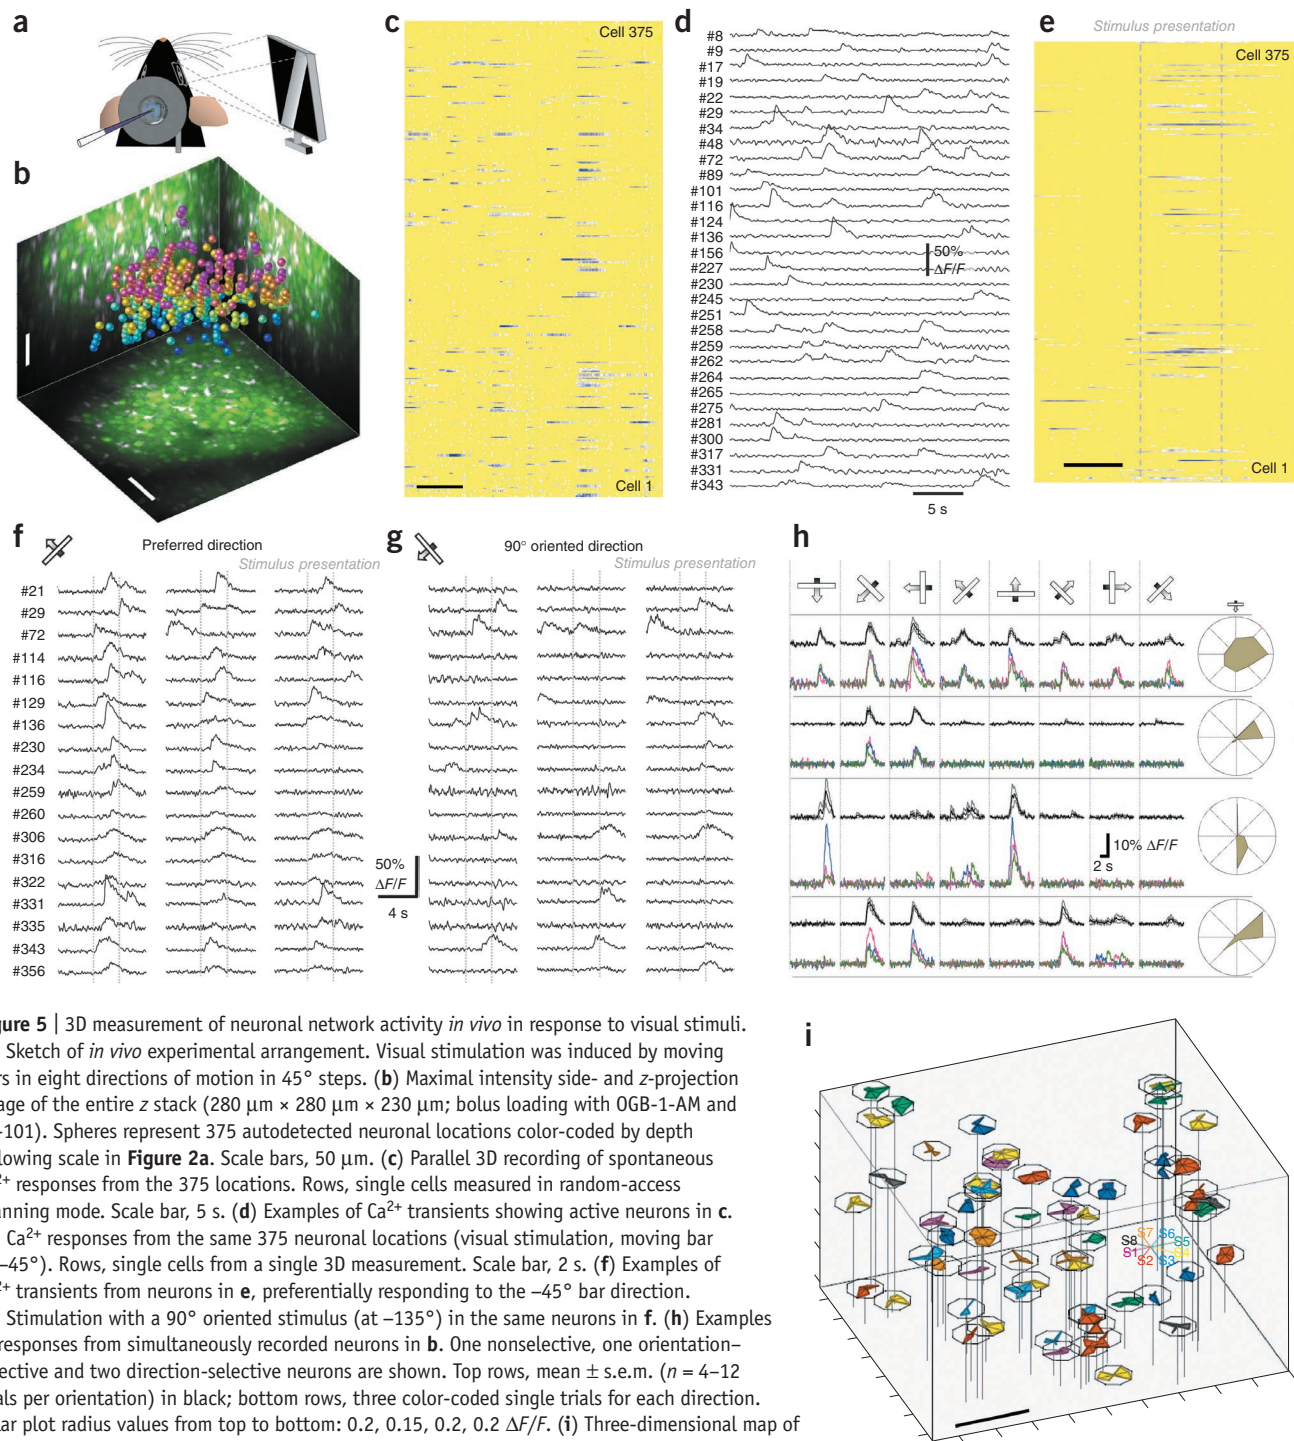 a
b
c
Cell 375
Cell 1
d
#8
#9
#17
#19
#22
#29
#34
#48
#72
#89
#101
#116
#124
#136
#156
#227
#230
#245
#251
#258
#259
#262
#264
#265
#275
#281
#300
#317
#331
#343
50%
ΔF/F
5 s
e
Stimulus presentation
Cell 375
Cell 1
f
Preferred direction
Stimulus presentation
#21
#29
#72
#114
#116
#129
#136
#230
#234
#259
#260
#306
#316
#322
#331
#335
#343
#356
50%
ΔF/F
4 s
g
90° oriented direction
Stimulus presentation
h
10% ΔF/F
2 s
gure 5 | 3D measurement of neuronal network activity in vivo in response to visual stimuli.
Sketch of in vivo experimental arrangement. Visual stimulation was induced by moving
rs in eight directions of motion in 45° steps. (b) Maximal intensity side- and z-projection
age of the entire z stack (280 μm × 280 μm × 230 μm; bolus loading with OGB-1-AM and
-101). Spheres represent 375 autodetected neuronal locations color-coded by depth
lowing scale in Figure 2a. Scale bars, 50 μm. (c) Parallel 3D recording of spontaneous
2+ responses from the 375 locations. Rows, single cells measured in random-access
anning mode. Scale bar, 5 s. (d) Examples of Ca2+ transients showing active neurons in c.
Ca2+ responses from the same 375 neuronal locations (visual stimulation, moving bar
–45°). Rows, single cells from a single 3D measurement. Scale bar, 2 s. (f) Examples of
2+ transients from neurons in e, preferentially responding to the –45° bar direction.
Stimulation with a 90° oriented stimulus (at –135°) in the same neurons in f. (h) Examples
responses from simultaneously recorded neurons in b. One nonselective, one orientation–
lective and two direction-selective neurons are shown. Top rows, mean ± s.e.m. (n = 4–12
als per orientation) in black; bottom rows, three color-coded single trials for each direction.
lar plot radius values from top to bottom: 0.2, 0.15, 0.2, 0.2 ΔF/F. (i) Three-dimensional map of
i
S7 S6
S8 S5
S1 S4
S2 S3